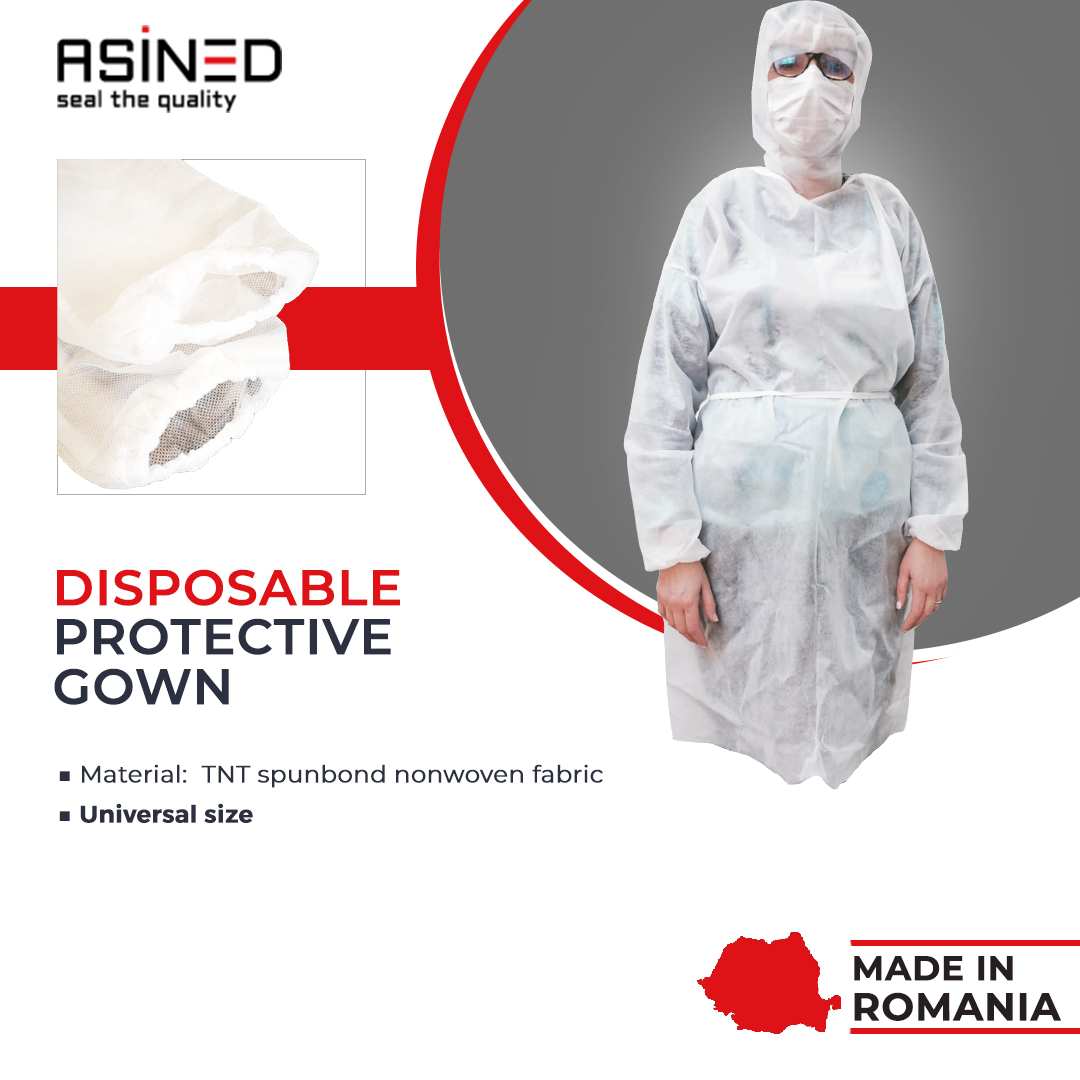 ASiNED
seal the quality
DISPOSABLE
PROTECTIVE
GOWN
▪ Material: TNT spunbond nonwoven fabric
▪ Universal size
MADE IN
ROMANIA